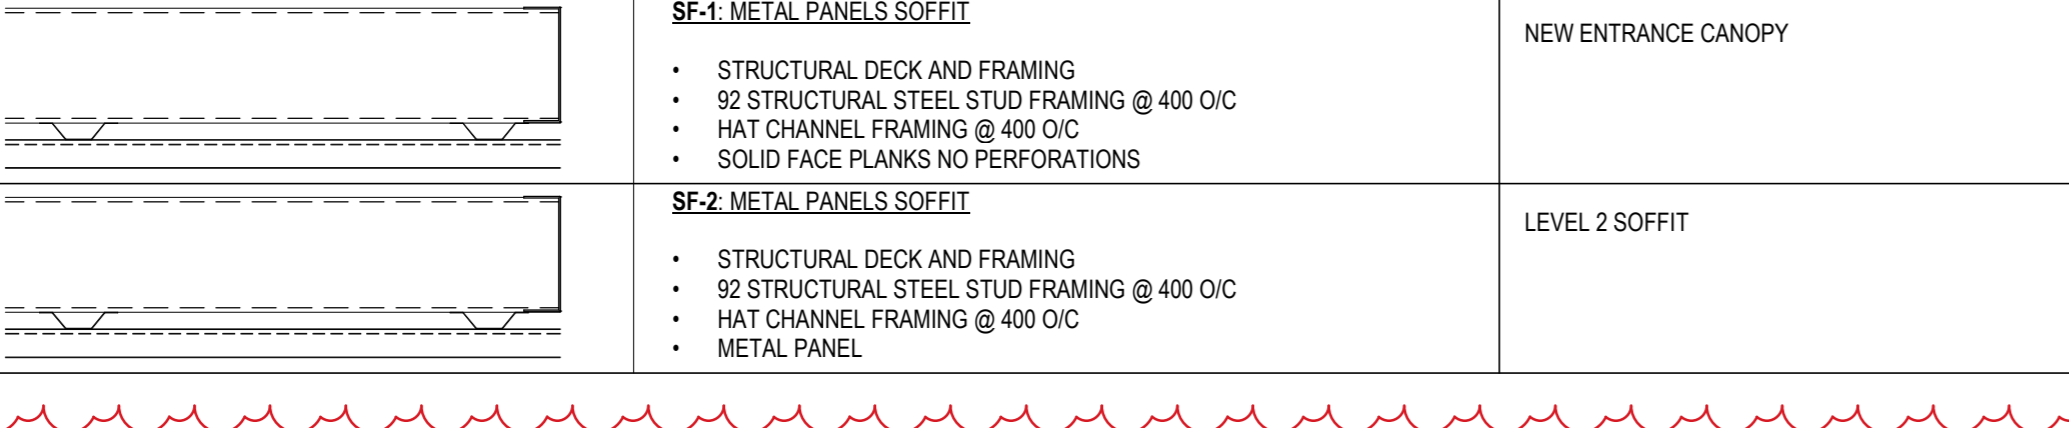 SF-1: METAL PANELS SOFFIT
NEW ENTRANCE CANOPY
• STRUCTURAL DECK AND FRAMING
• 92 STRUCTURAL STEEL STUD FRAMING @ 400 O/C
• HAT CHANNEL FRAMING @ 400 O/C
• SOLID FACE PLANKS NO PERFORATIONS
SF-2: METAL PANELS SOFFIT
LEVEL 2 SOFFIT
• STRUCTURAL DECK AND FRAMING
• 92 STRUCTURAL STEEL STUD FRAMING @ 400 O/C
• HAT CHANNEL FRAMING @ 400 O/C
• METAL PANEL